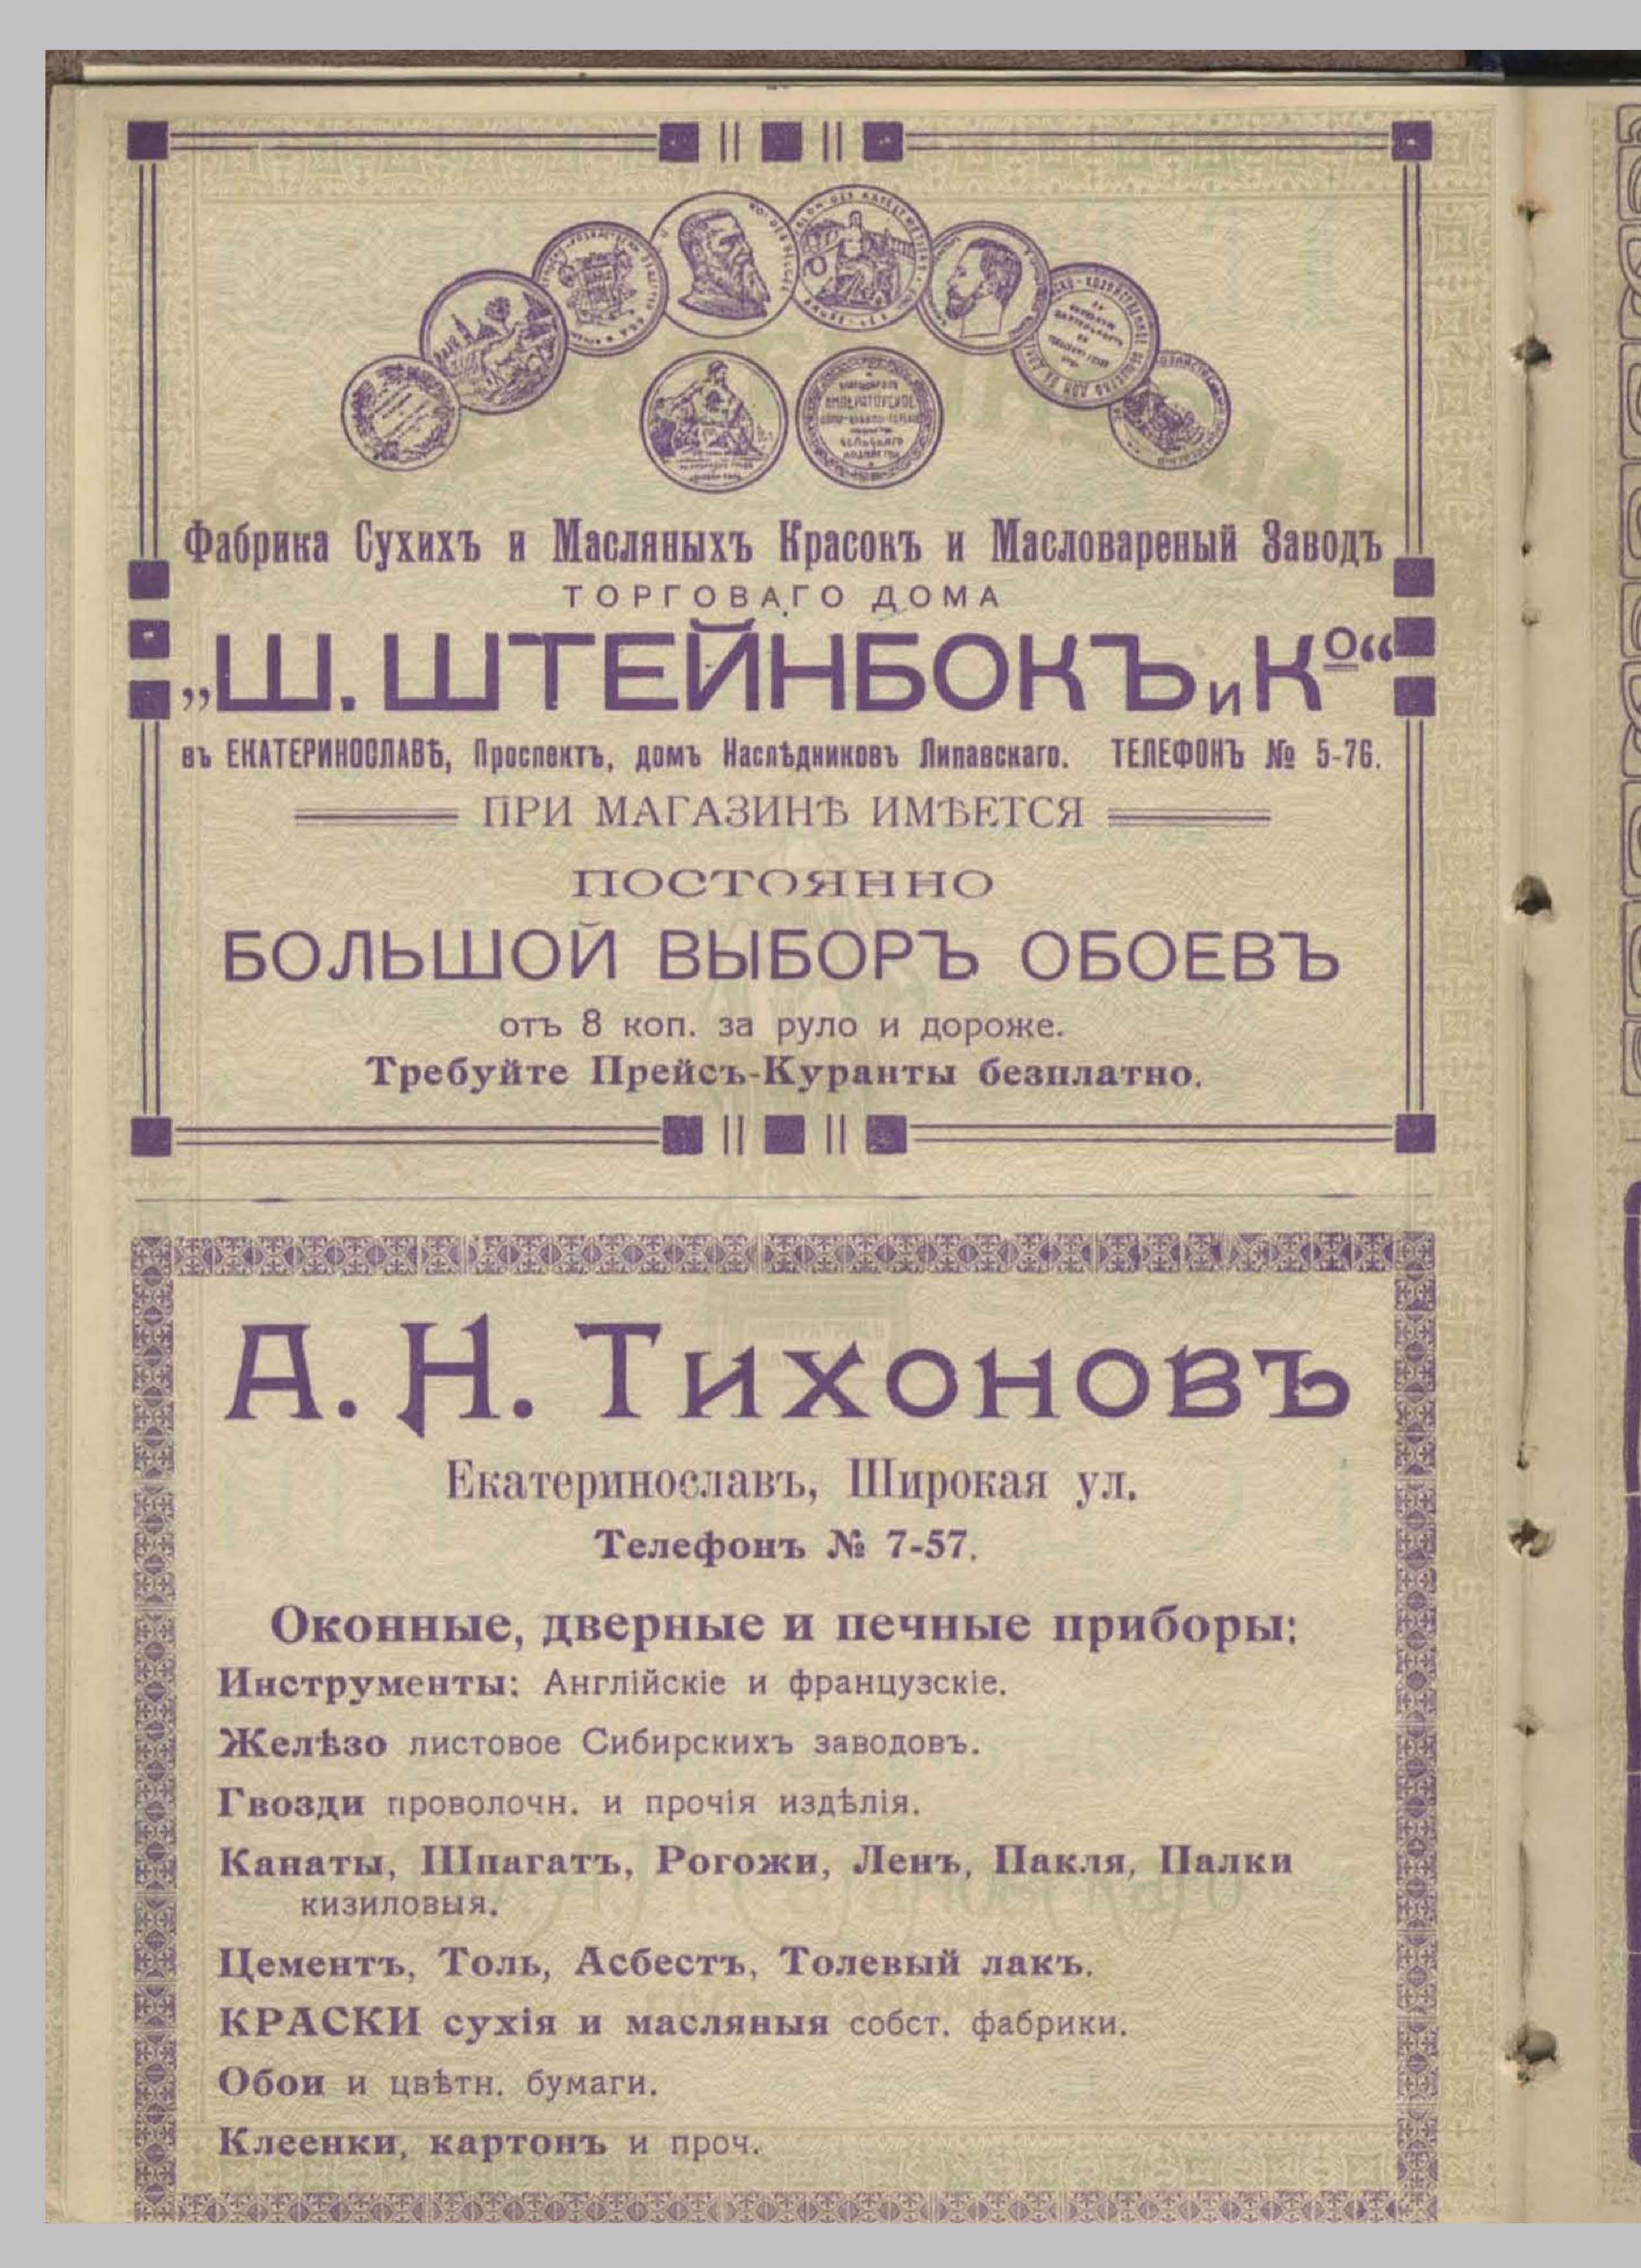 Фабрика Сухихъ и Масляныхъ Красокъ и Масловареный Заводъ
ТОРГОВАГО ДОМА
„Ш. ШТЕЙНБОКЪ и Ко“
въ ЕКАТЕРИНОСЛАВѢ, Проспектъ, домъ Наслѣдниковъ Липавскаго. ТЕЛЕФОНЪ № 5-76.
ПРИ МАГАЗИНѢ ИМѢЕТСЯ
ПОСТОЯННО
БОЛЬШОЙ ВЫБОРЪ ОБОЕВЪ
отъ 8 коп. за руло и дороже.
Требуйте Прейсъ-Куранты безплатно.
А. Н. Тихоновъ
Екатеринославъ, Широкая ул.
Телефонъ № 7-57.
Оконные, дверные и печные приборы:
Инструменты: Англійскіе и французскіе.
Желѣзо листовое Сибирскихъ заводовъ.
Гвозди проволочн. и прочія издѣлія.
Канаты, Шпагатъ, Рогожи, Ленъ, Пакля, Палки
кизиловыя.
Цементъ, Толь, Асбестъ, Толевый лакъ.
КРАСКИ сухія и масляныя собст. фабрики.
Обои и цвѣтн. бумаги.
Клеенки, картонъ и проч.